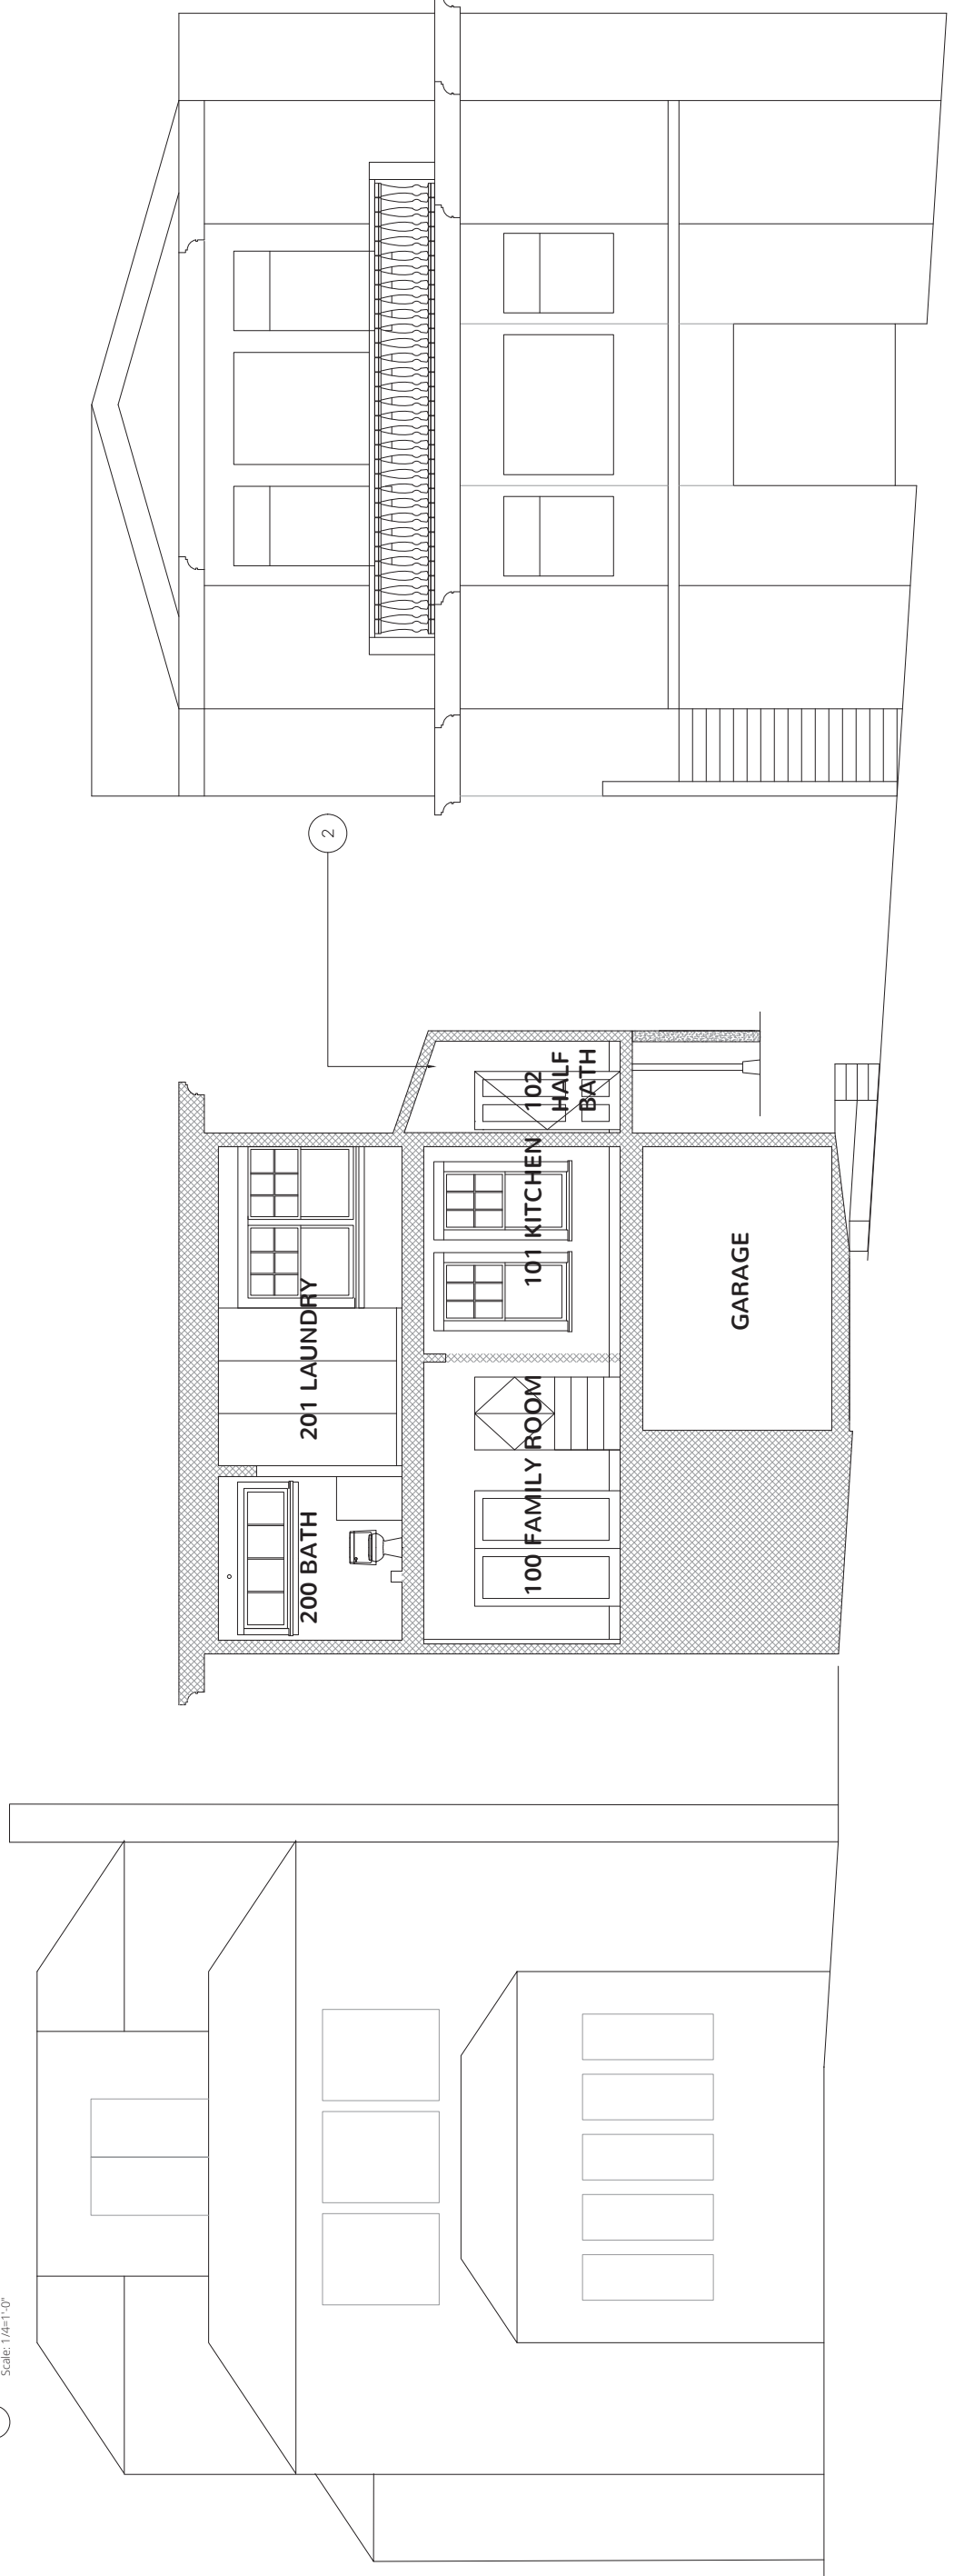 Scale: 1/4=1'-0"
200 BATH
201 LAUNDRY
2
100 FAMILY ROOM
101 KITCHEN
102
HALF
BATH
GARAGE